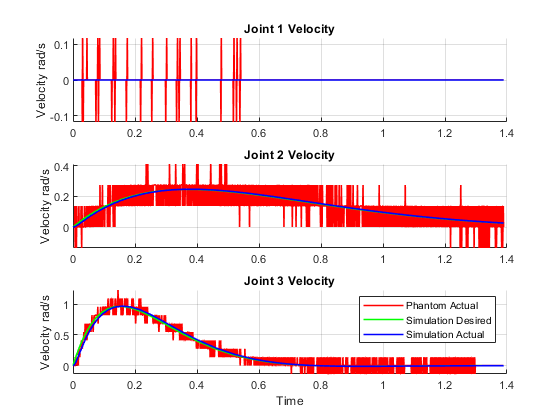 Joint 1 Velocity
Velocity rad/s
0.1
0
-0.1
0 0.2 0.4 0.6 0.8 1 1.2 1.4
Joint 2 Velocity
Velocity rad/s
0.4
0.2
0
0 0.2 0.4 0.6 0.8 1 1.2 1.4
Joint 3 Velocity
Velocity rad/s
1
0.5
0
Phantom Actual
Simulation Desired
Simulation Actual
0 0.2 0.4 0.6 0.8 1 1.2 1.4
Time